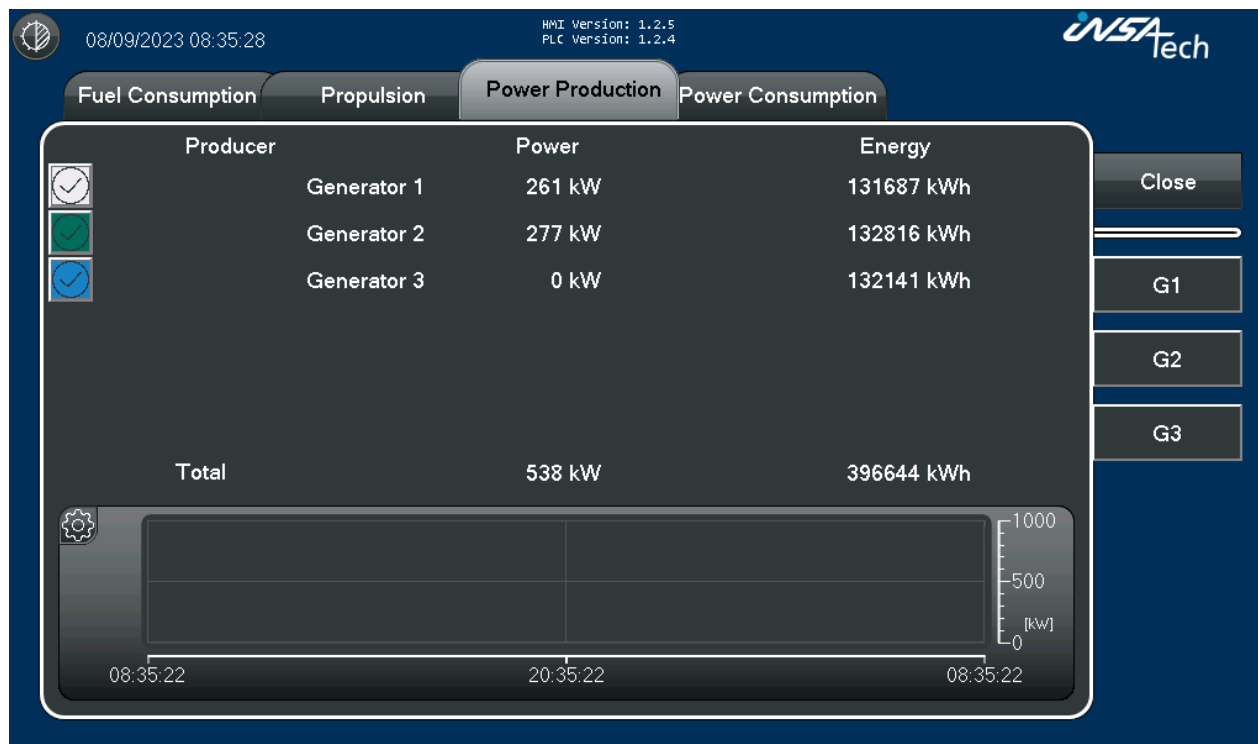 08/09/2023 08:35:28
HMI Version: 1.2.5
PLC Version: 1.2.4
iNSATech
Fuel Consumption Propulsion Power Production Power Consumption
Producer Power Energy
Generator 1 261 kW 131687 kWh
Generator 2 277 kW 132816 kWh
Generator 3 0 kW 132141 kWh
Total 538 kW 396644 kWh
Close
G1
G2
G3
1000
500
[kW]
0
08:35:22 20:35:22 08:35:22